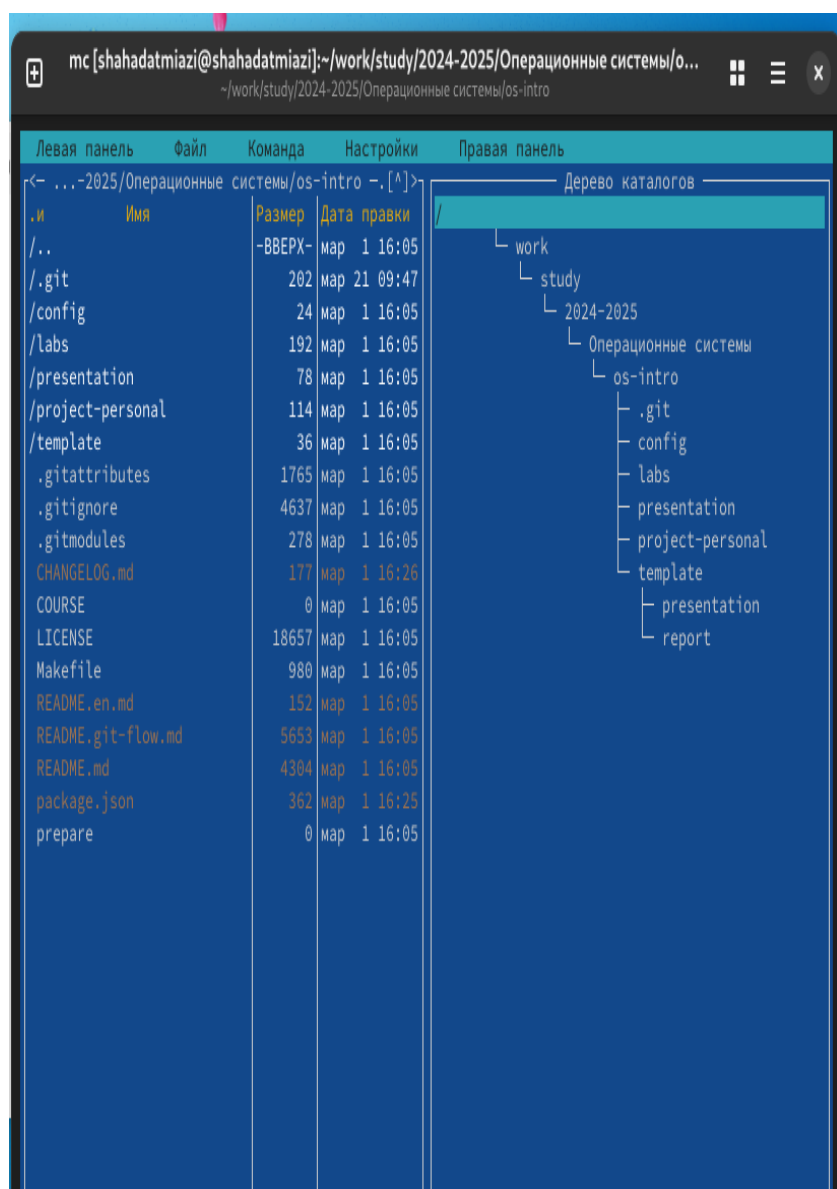 mc [shahadatmiazi@shahadatmiazi]:~/work/study/2024-2025/Операционные системы/о...
~/work/study/2024-2025/Операционные системы/os-intro
Левая панель Файл Команда Настройки Правая панель
<- ...-2025/Операционные системы/os-intro -.[^]>
.и Имя Размер Дата правки
/.. -ВВЕРХ- мар 1 16:05
/.git 202 мар 21 09:47
/config 24 мар 1 16:05
/labs 192 мар 1 16:05
/presentation 78 мар 1 16:05
/project-personal 114 мар 1 16:05
/template 36 мар 1 16:05
.gitattributes 1765 мар 1 16:05
.gitignore 4637 мар 1 16:05
.gitmodules 278 мар 1 16:05
CHANGELOG.md 177 мар 1 16:26
COURSE 0 мар 1 16:05
LICENSE 18657 мар 1 16:05
Makefile 980 мар 1 16:05
README.en.md 152 мар 1 16:05
README.git-flow.md 5653 мар 1 16:05
README.md 4304 мар 1 16:05
package.json 362 мар 1 16:25
prepare 0 мар 1 16:05
Дерево каталогов
/
work
study
2024-2025
Операционные системы
os-intro
.git
config
labs
presentation
project-personal
template
presentation
report